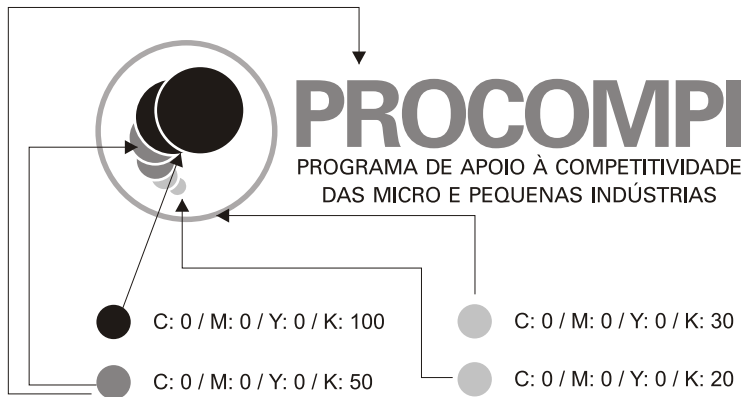 PROCOMPI
PROGRAMA DE APOIO À COMPETITIVIDADE
DAS MICRO E PEQUENAS INDÚSTRIAS
C: 0 / M: 0 / Y: 0 / K: 100
C: 0 / M: 0 / Y: 0 / K: 30
C: 0 / M: 0 / Y: 0 / K: 50
C: 0 / M: 0 / Y: 0 / K: 20